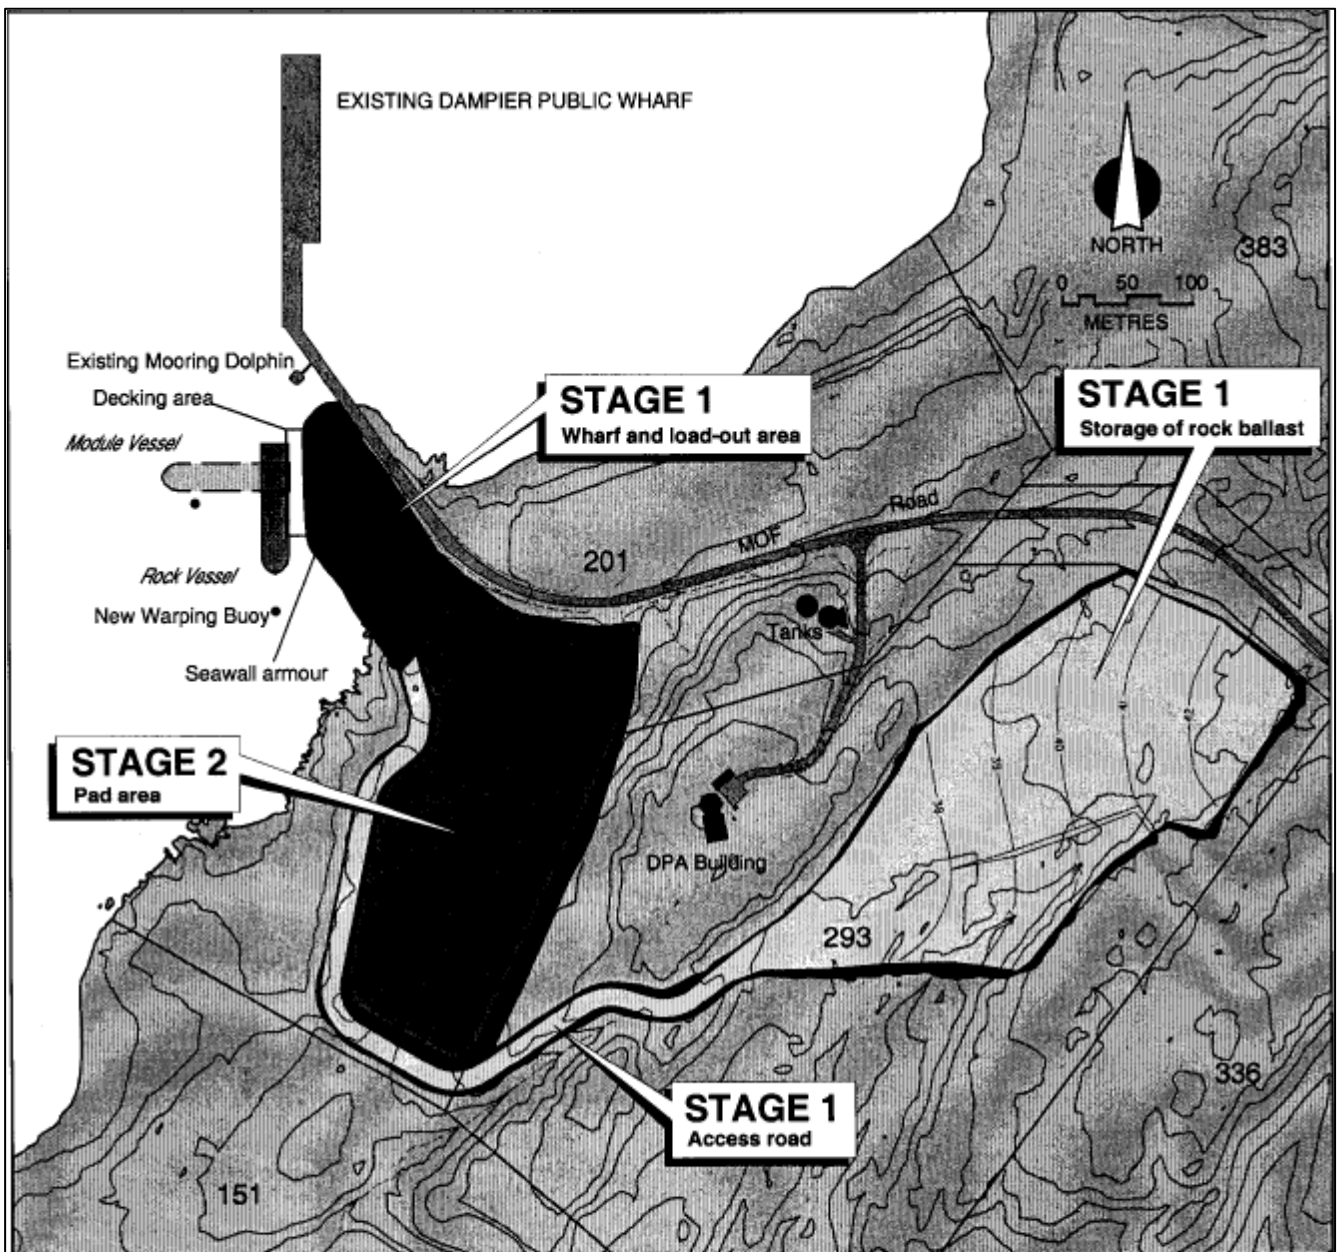 EXISTING DAMPIER PUBLIC WHARF
NORTH
383
0 50 100
METRES
Existing Mooring Dolphin
Decking area
Module Vessel
STAGE 1
Wharf and load-out area
STAGE 1
Storage of rock ballast
MOF Road
201
Rock Vessel
New Warping Buoy
Tanks
Seawall armour
STAGE 2
Pad area
DPA Building
293
336
STAGE 1
Access road
151